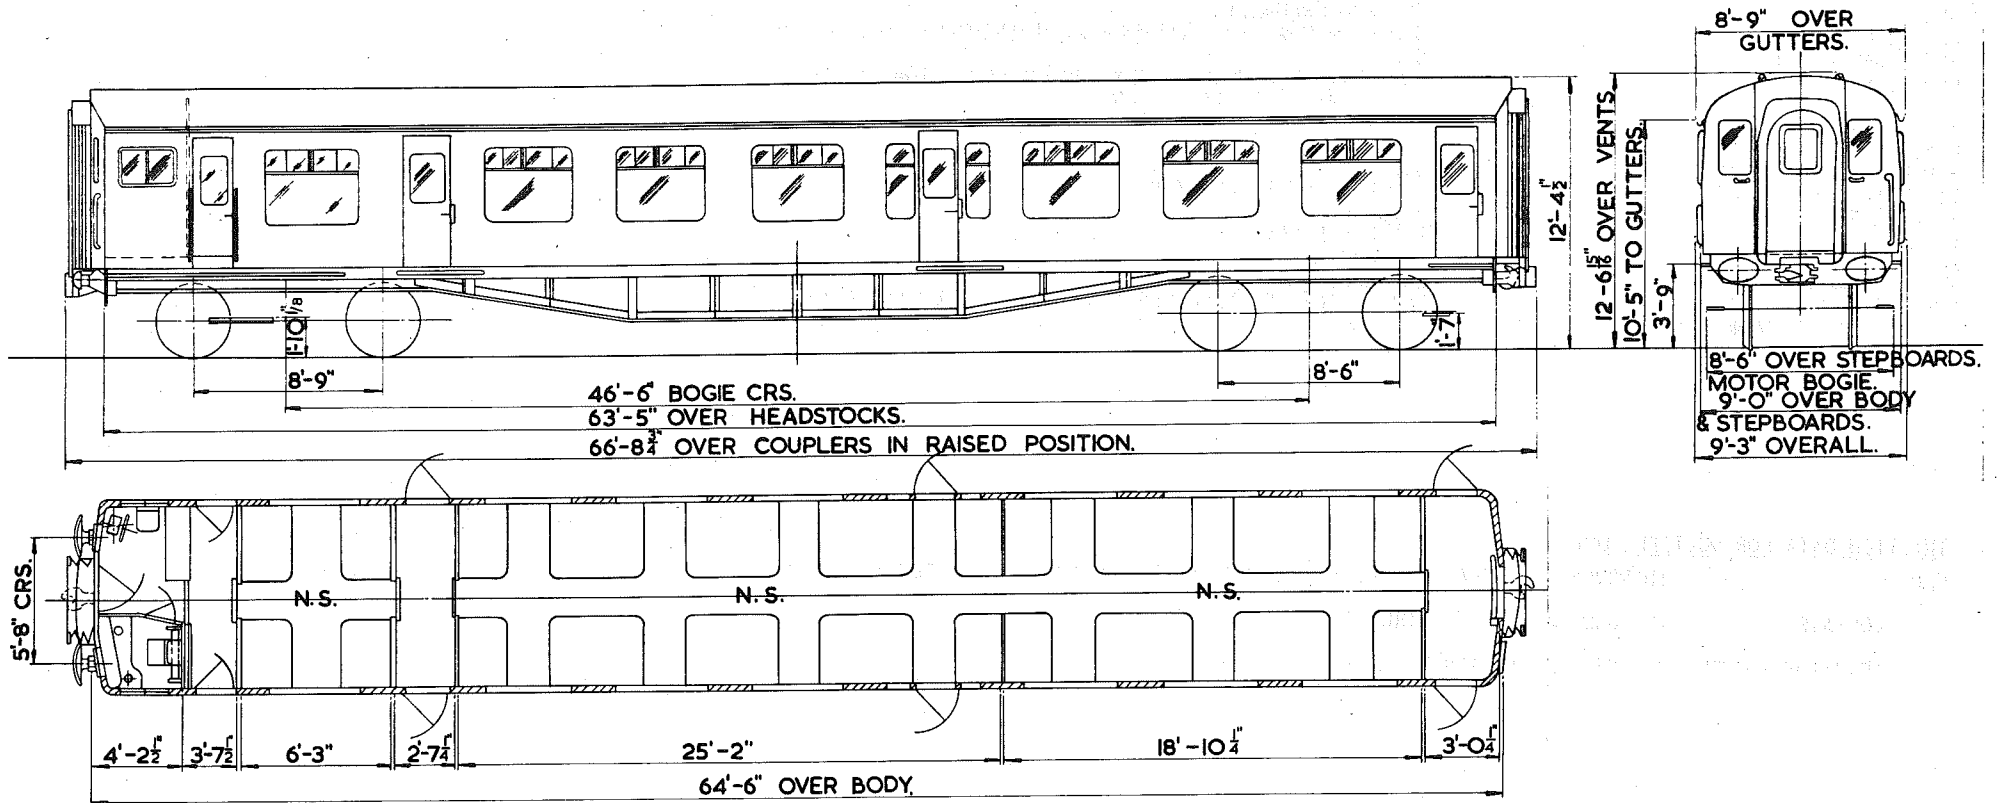 8'-9" OVER
GUTTERS.
12'-4½"
12'-6 15/16" OVER VENTS
10'-5" TO GUTTERS.
3'-9"
1'-10⅛"
1'-7"
8'-9"
8'-6"
46'-6" BOGIE CRS.
63'-5" OVER HEADSTOCKS.
66'-8¾" OVER COUPLERS IN RAISED POSITION.
8'-6" OVER STEPBOARDS.
MOTOR BOGIE.
9'-0" OVER BODY
& STEPBOARDS.
9'-3" OVERALL.
5'-8" CRS.
N.S.
N.S.
N.S.
4'-2½"
3'-7½"
6'-3"
2'-7¼"
25'-2"
18'-10¼"
3'-0¼"
64'-6" OVER BODY.